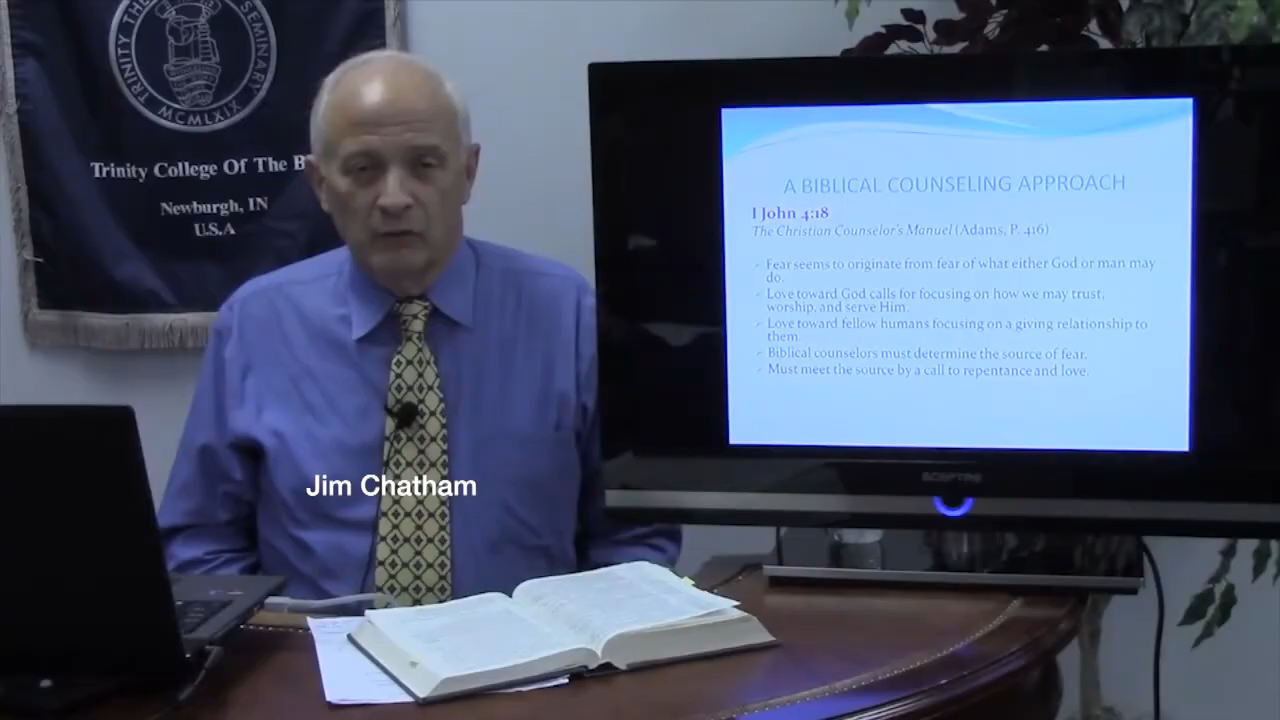 TRINITY THE
SEMINARY
MCMLXIX
Trinity College Of The B
Newburgh, IN
U.S.A
Jim Chatham
A BIBLICAL COUNSELING APPROACH
I John 4:18
The Christian Counselor's Manuel (Adams, P. 416)
Fear seems to originate from fear of what either God or man may
do.
Love toward God calls for focusing on how we may trust,
worship, and serve Him.
Love toward fellow humans focusing on a giving relationship to
them.
Biblical counselors must determine the source of fear.
Must meet the source by a call to repentance and love.
SCEPTRE